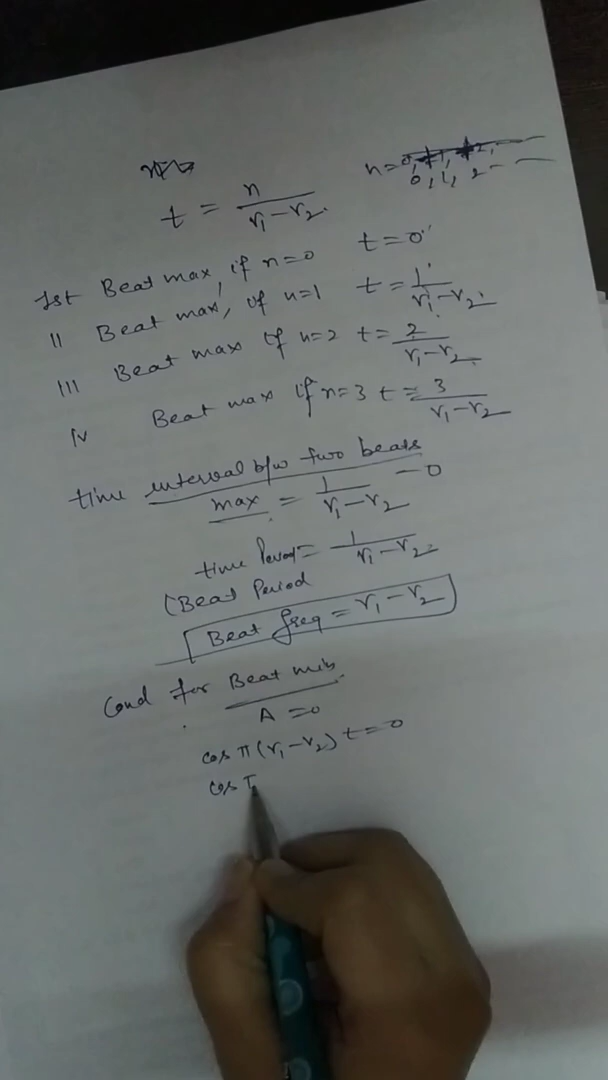 t = n/(ν₁-ν₂) n = 0, 1, 2 - -
1st Beat max, if n=0 t=0
II Beat max, if n=1 t = 1/(ν₁-ν₂)
III Beat max if n=2 t = 2/(ν₁-ν₂)
IV Beat max if n=3 t = 3/(ν₁-ν₂)
time interval b/w two beats
max = 1/(ν₁-ν₂) - 0
time = 1/(ν₁-ν₂)
(Beat Period
Beat freq = ν₁-ν₂
Cond for Beat min
A = 0
cos π(ν₁-ν₂)t = 0
cos